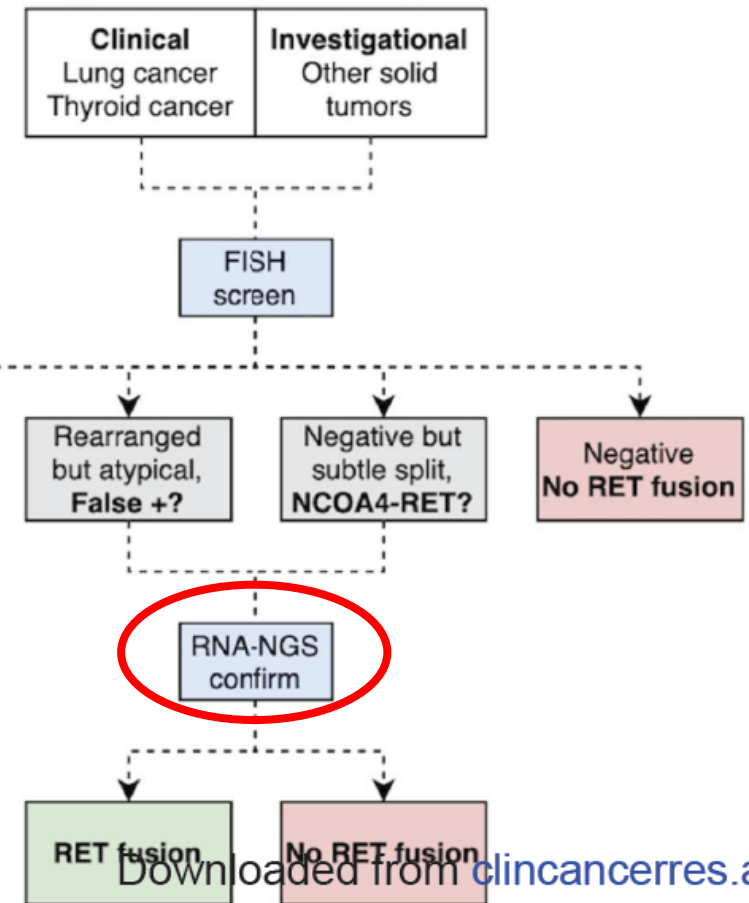 Clinical
Lung cancer
Thyroid cancer
Investigational
Other solid
tumors
FISH
screen
Rearranged
but atypical,
False +?
Negative but
subtle split,
NCOA4-RET?
Negative
No RET fusion
RNA-NGS
confirm
RET fusion
No RET fusion
Downloaded from clincancerres.a